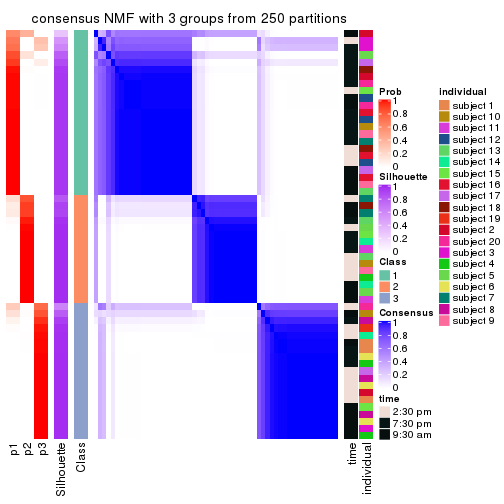 consensus NMF with 3 groups from 250 partitions
p1
p2
p3
Silhouette
Class
time
individual
Prob
1
0.8
0.6
0.4
0.2
0
Silhouette
1
0.8
0.6
0.4
0.2
0
Class
1
2
3
Consensus
1
0.8
0.6
0.4
0.2
0
time
2:30 pm
7:30 pm
9:30 am
individual
subject 1
subject 10
subject 11
subject 12
subject 13
subject 14
subject 15
subject 16
subject 17
subject 18
subject 19
subject 2
subject 20
subject 3
subject 4
subject 5
subject 6
subject 7
subject 8
subject 9